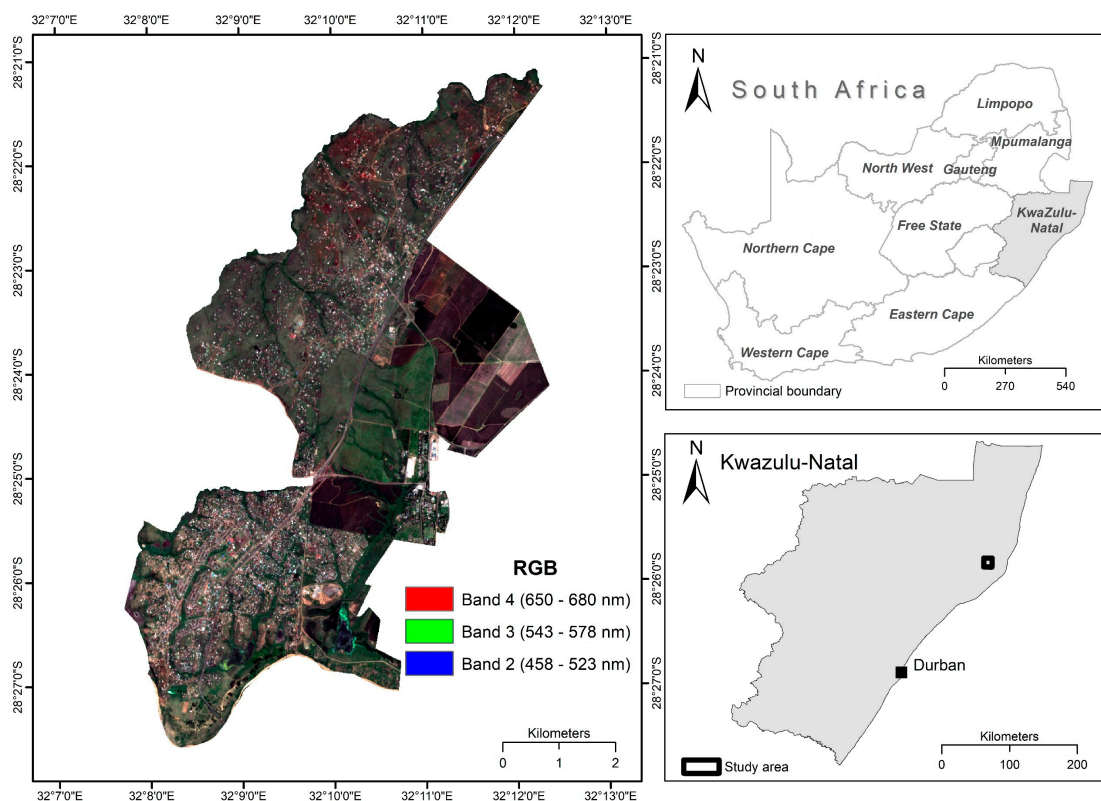 32°7'0"E 32°8'0"E 32°9'0"E 32°10'0"E 32°11'0"E 32°12'0"E 32°13'0"E
28°21'0"S
28°22'0"S
28°23'0"S
28°24'0"S
28°25'0"S
28°26'0"S
28°27'0"S
RGB
Band 4 (650 - 680 nm)
Band 3 (543 - 578 nm)
Band 2 (458 - 523 nm)
Kilometers
0 1 2
32°7'0"E 32°8'0"E 32°9'0"E 32°10'0"E 32°11'0"E 32°12'0"E 32°13'0"E
28°21'0"S
28°22'0"S
28°23'0"S
28°24'0"S
28°25'0"S
28°26'0"S
28°27'0"S
N
South Africa
Limpopo
Mpumalanga
North West
Gauteng
KwaZulu-
Natal
Free State
Northern Cape
Eastern Cape
Western Cape
Kilometers
0 270 540
Provincial boundary
N
Kwazulu-Natal
Durban
Kilometers
0 100 200
Study area